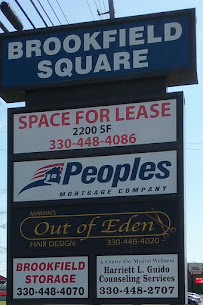 BROOKFIELD
SQUARE
SPACE FOR LEASE
2200 SF
330-448-4086
Peoples
MORTGAGE COMPANY
MARIAN'S
Out of Eden
HAIR DESIGN 330-448-4020
BROOKFIELD
STORAGE
330-448-4070
A Center For Mental Wellness
Harriett L. Guido
Counseling Services
330-448-2707